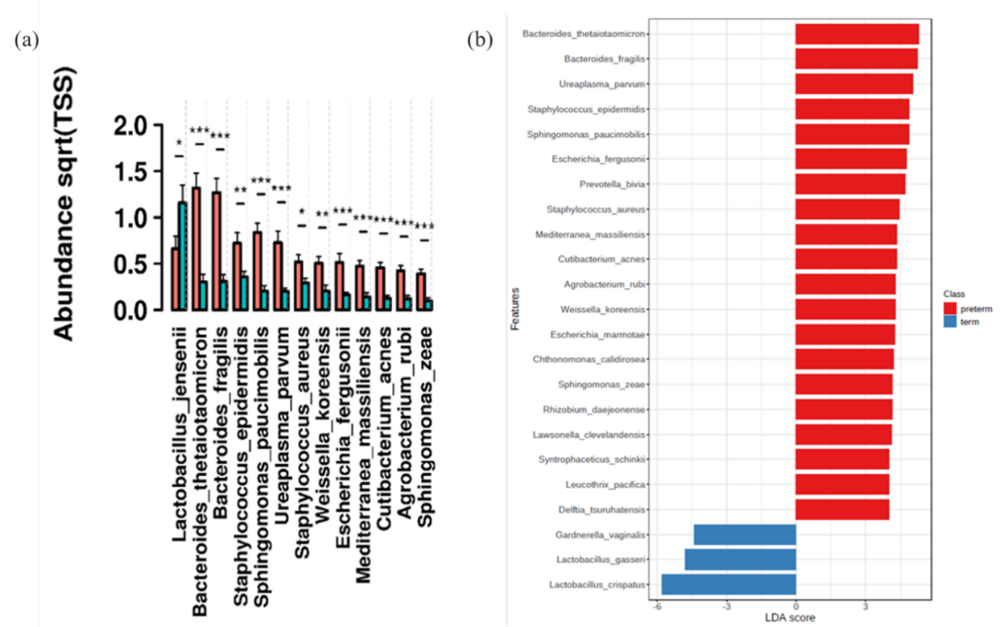 (a)
Abundance sqrt(TSS)
2.0
1.5
1.0
0.5
0.0
*
***
***
**
***
***
*
**
***
***
***
***
***
Lactobacillus_jensenii
Bacteroides_thetaiotaomicron
Bacteroides_fragilis
Staphylococcus_epidermidis
Sphingomonas_paucimobilis
Ureaplasma_parvum
Staphylococcus_aureus
Weissella_koreensis
Escherichia_fergusonii
Mediterranea_massiliensis
Cutibacterium_acnes
Agrobacterium_rubi
Sphingomonas_zeae
(b)
Features
Bacteroides_thetaiotaomicron
Bacteroides_fragilis
Ureaplasma_parvum
Staphylococcus_epidermidis
Sphingomonas_paucimobilis
Escherichia_fergusonii
Prevotella_bivia
Staphylococcus_aureus
Mediterranea_massiliensis
Cutibacterium_acnes
Agrobacterium_rubi
Weissella_koreensis
Escherichia_marmotae
Chthonomonas_calidirosea
Sphingomonas_zeae
Rhizobium_daejeonense
Lawsonella_clevelandensis
Syntrophaceticus_schinkii
Leucothrix_pacifica
Delftia_tsuruhatensis
Gardnerella_vaginalis
Lactobacillus_gasseri
Lactobacillus_crispatus
-6
-3
0
3
LDA score
Class
preterm
term